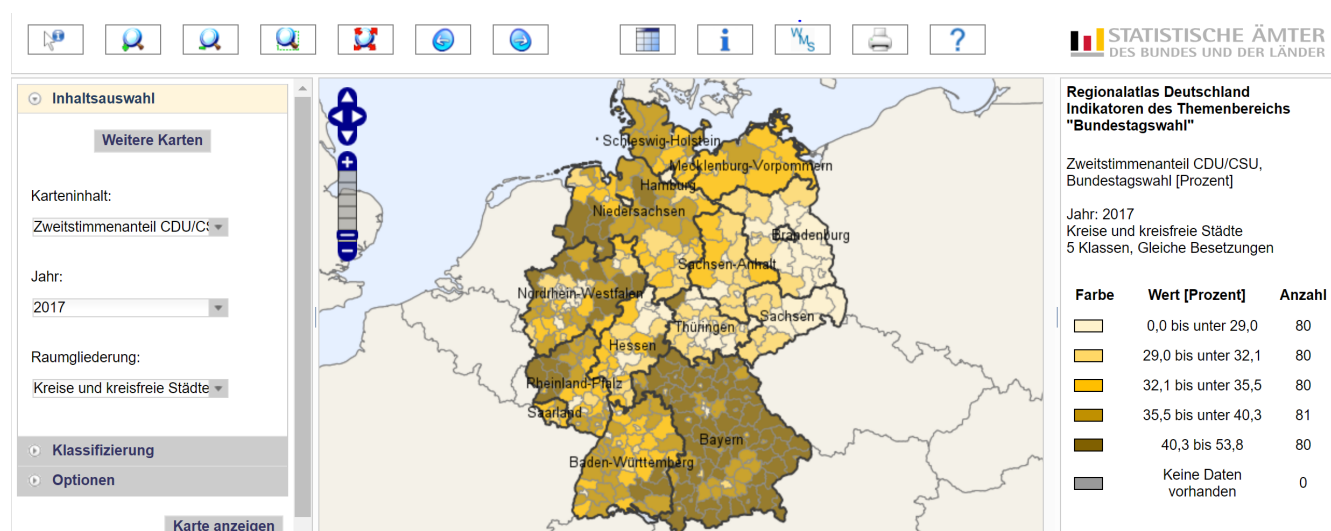 WMS
i
?
STATISTISCHE ÄMTER
DES BUNDES UND DER LÄNDER
Inhaltsauswahl
Weitere Karten
Karteninhalt:
Zweitstimmenanteil CDU/CS
Jahr:
2017
Raumgliederung:
Kreise und kreisfreie Städte
Klassifizierung
Optionen
Karte anzeigen
Schleswig-Holstein
Mecklenburg-Vorpommern
Hamburg
Niedersachsen
Brandenburg
Sachsen-Anhalt
Nordrhein-Westfalen
Sachsen
Thüringen
Hessen
Rheinland-Pfalz
Saarland
Bayern
Baden-Württemberg
Regionalatlas Deutschland
Indikatoren des Themenbereichs
"Bundestagswahl"
Zweitstimmenanteil CDU/CSU,
Bundestagswahl [Prozent]
Jahr: 2017
Kreise und kreisfreie Städte
5 Klassen, Gleiche Besetzungen
Farbe Wert [Prozent] Anzahl
0,0 bis unter 29,0 80
29,0 bis unter 32,1 80
32,1 bis unter 35,5 80
35,5 bis unter 40,3 81
40,3 bis 53,8 80
Keine Daten
vorhanden 0